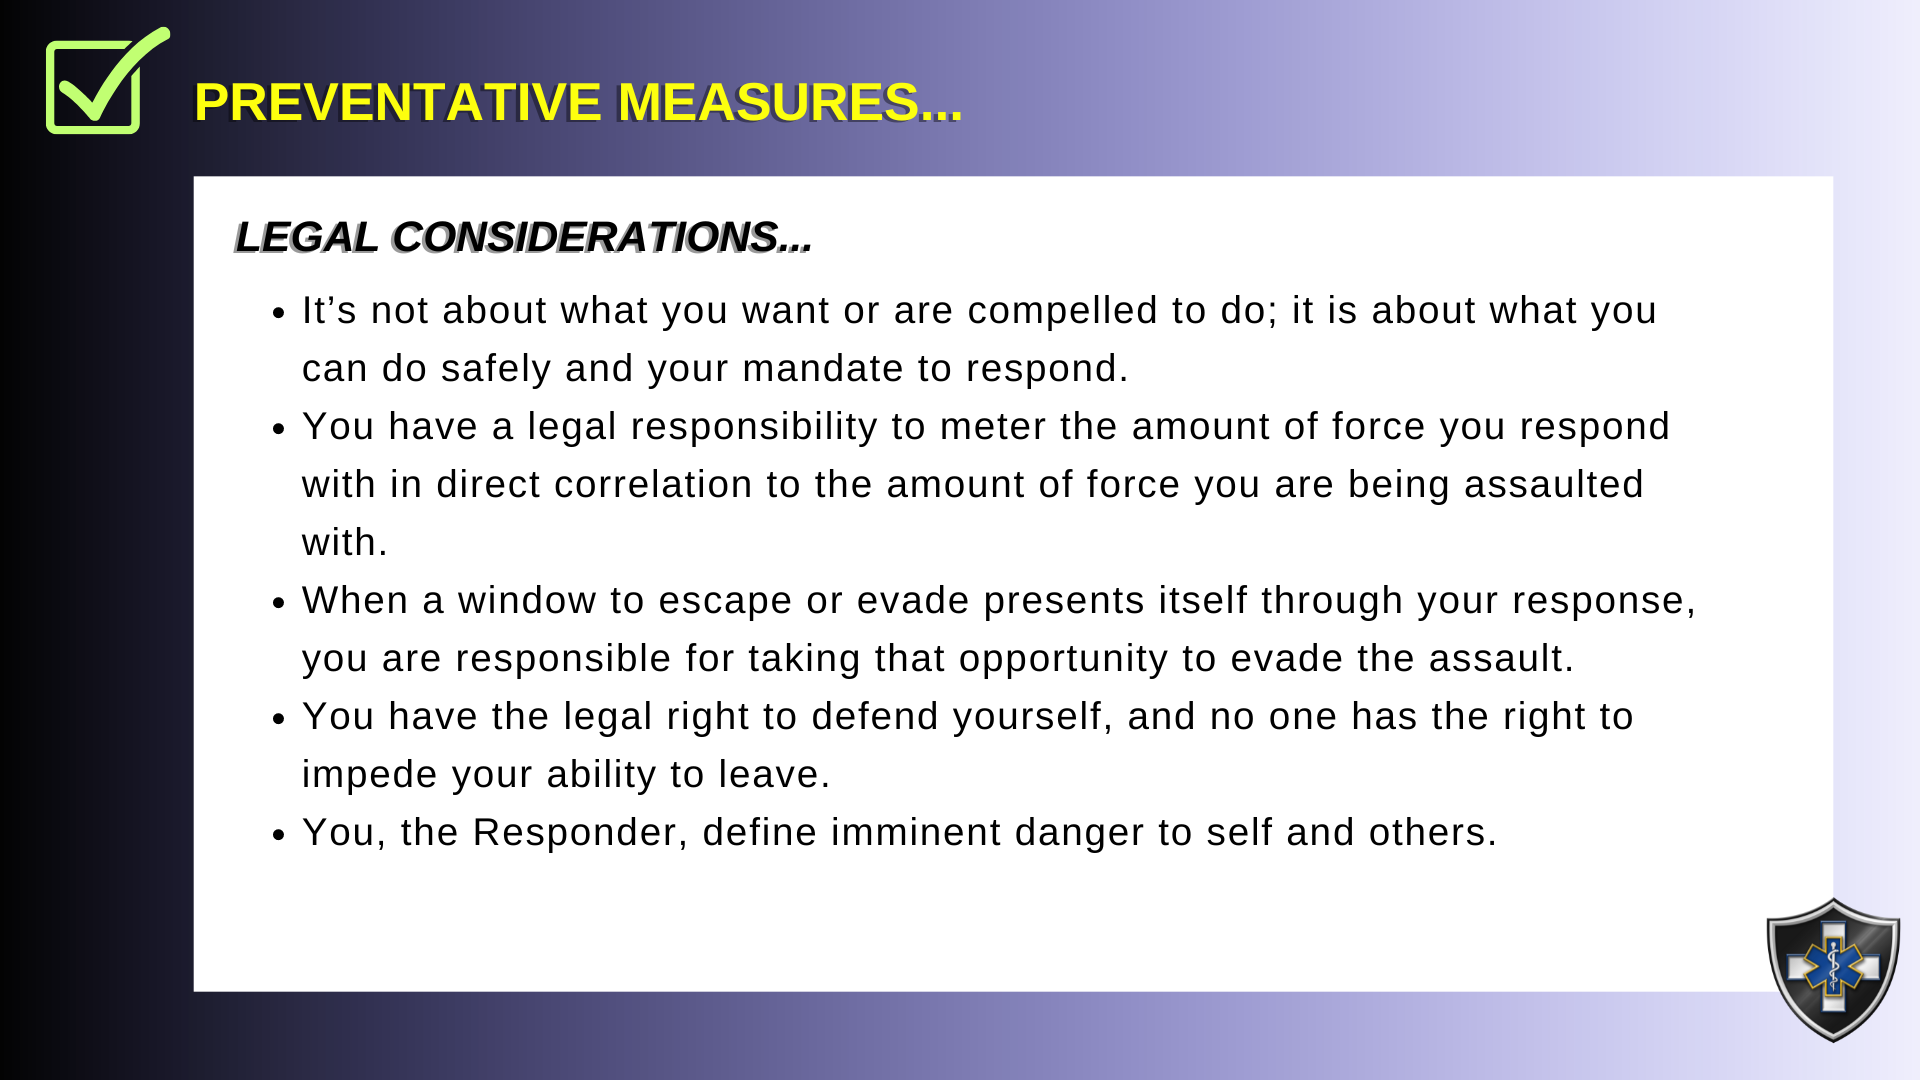 PREVENTATIVE MEASURES...
LEGAL CONSIDERATIONS...
• It’s not about what you want or are compelled to do; it is about what you
can do safely and your mandate to respond.
• You have a legal responsibility to meter the amount of force you respond
with in direct correlation to the amount of force you are being assaulted
with.
• When a window to escape or evade presents itself through your response,
you are responsible for taking that opportunity to evade the assault.
• You have the legal right to defend yourself, and no one has the right to
impede your ability to leave.
• You, the Responder, define imminent danger to self and others.